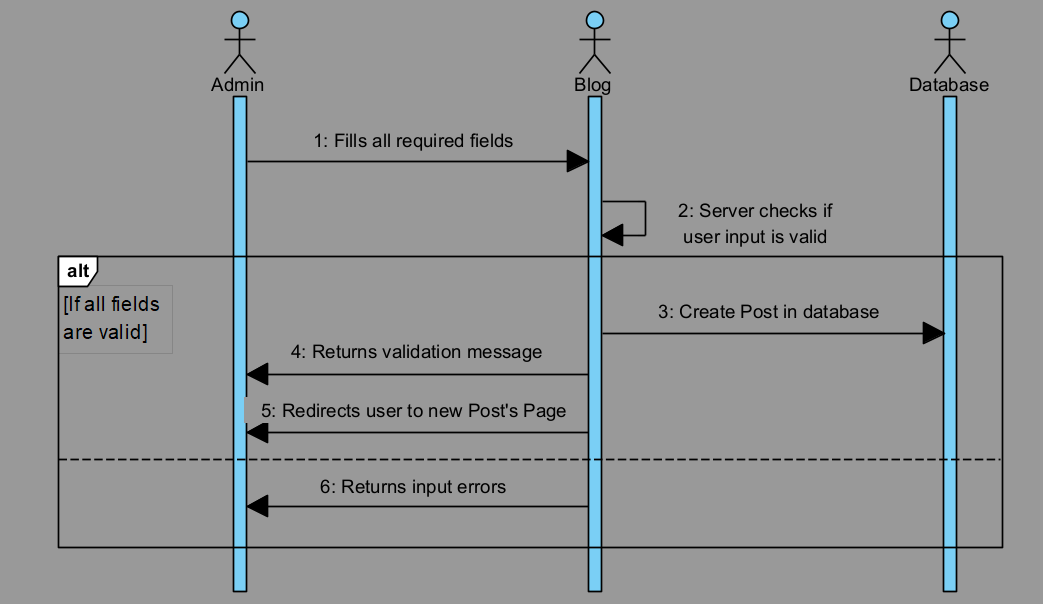 Admin
Blog
Database
1: Fills all required fields
2: Server checks if
user input is valid
alt
[If all fields
are valid]
3: Create Post in database
4: Returns validation message
5: Redirects user to new Post's Page
6: Returns input errors